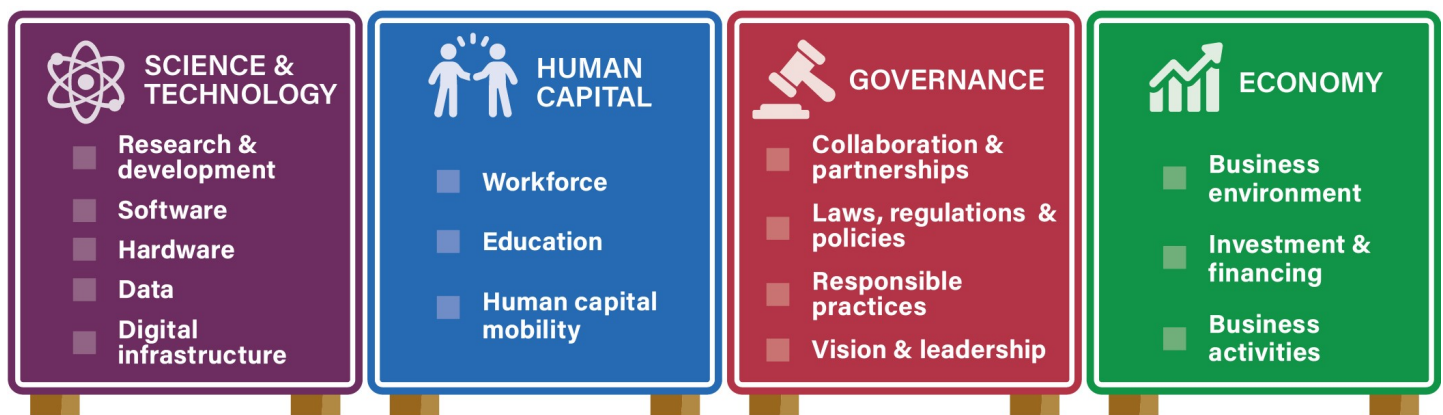 SCIENCE &
TECHNOLOGY
Research &
development
Software
Hardware
Data
Digital
infrastructure
HUMAN
CAPITAL
Workforce
Education
Human capital
mobility
GOVERNANCE
Collaboration &
partnerships
Laws, regulations &
policies
Responsible
practices
Vision & leadership
ECONOMY
Business
environment
Investment &
financing
Business
activities